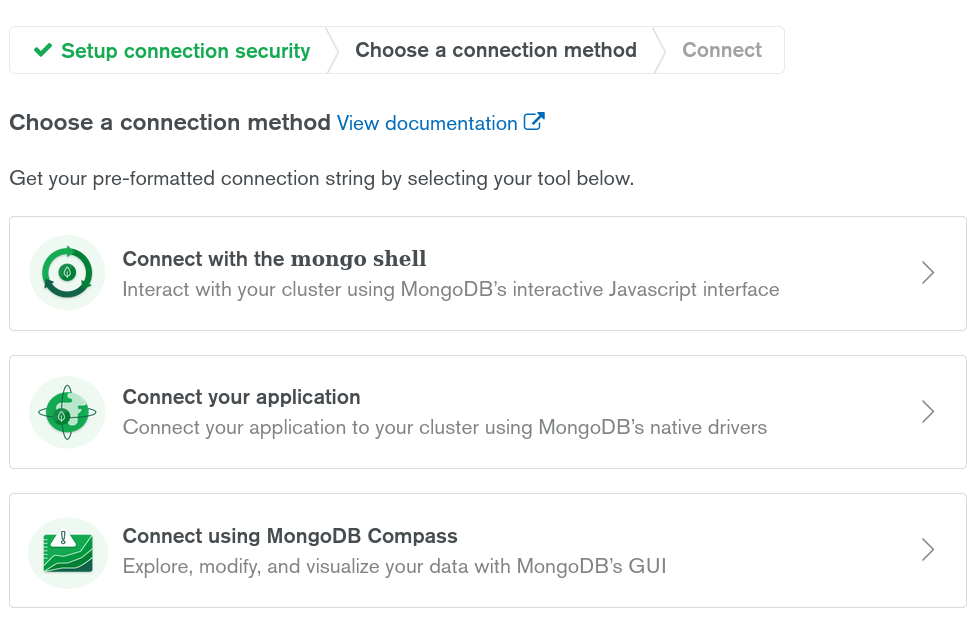 Setup connection security
Choose a connection method
Connect
Choose a connection method View documentation
Get your pre-formatted connection string by selecting your tool below.
Connect with the mongo shell
Interact with your cluster using MongoDB’s interactive Javascript interface
Connect your application
Connect your application to your cluster using MongoDB’s native drivers
Connect using MongoDB Compass
Explore, modify, and visualize your data with MongoDB’s GUI